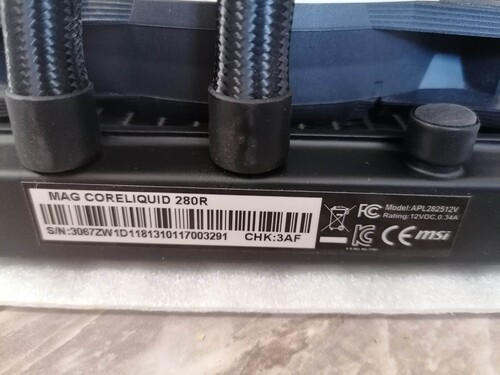 MAG CORELIQUID 280R
S/N:3067ZW1D1181310117003291
CHK:3AF
FC
Model:APL282512V
Rating:12VDC,0.34A
CE
msi